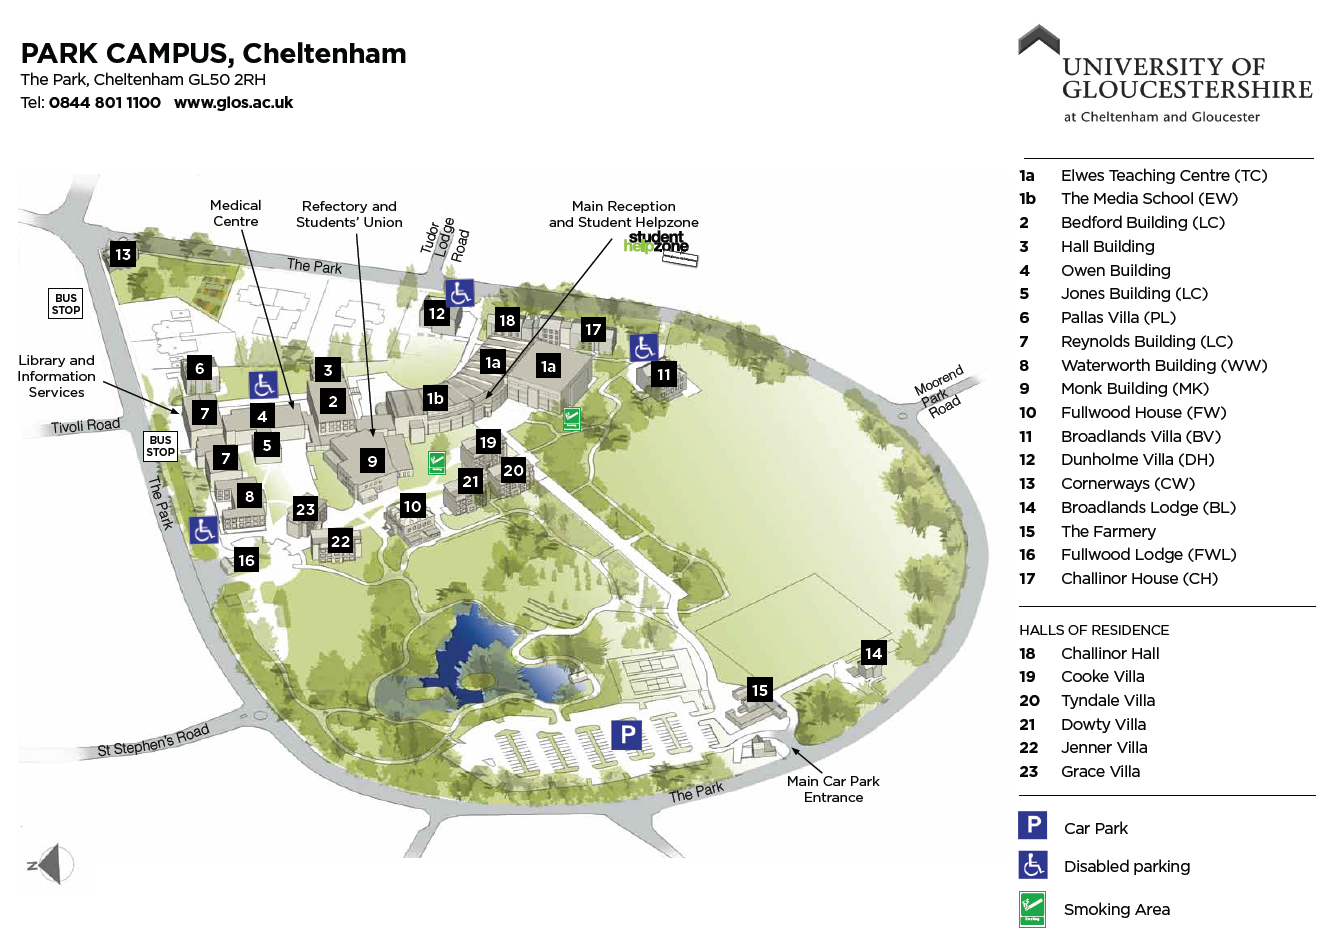 PARK CAMPUS, Cheltenham
The Park, Cheltenham GL50 2RH
Tel: 0844 801 1100   www.glos.ac.uk
UNIVERSITY OF
GLOUCESTERSHIRE
at Cheltenham and Gloucester
Medical
Centre
Refectory and
Students' Union
Main Reception
and Student Helpzone
student
helpzone
Tudor
Lodge
Road
The Park
13
BUS
STOP
12
18
17
Library and
Information
Services
6
3
1a
1a
11
Moorend
Park
Road
7
4
2
1b
Tivoli Road
BUS
STOP
5
7
9
19
20
21
8
23
10
The Park
22
16
14
15
P
St Stephen's Road
The Park
Main Car Park
Entrance
N
1a Elwes Teaching Centre (TC)
1b The Media School (EW)
2 Bedford Building (LC)
3 Hall Building
4 Owen Building
5 Jones Building (LC)
6 Pallas Villa (PL)
7 Reynolds Building (LC)
8 Waterworth Building (WW)
9 Monk Building (MK)
10 Fullwood House (FW)
11 Broadlands Villa (BV)
12 Dunholme Villa (DH)
13 Cornerways (CW)
14 Broadlands Lodge (BL)
15 The Farmery
16 Fullwood Lodge (FWL)
17 Challinor House (CH)
HALLS OF RESIDENCE
18 Challinor Hall
19 Cooke Villa
20 Tyndale Villa
21 Dowty Villa
22 Jenner Villa
23 Grace Villa
P Car Park
Disabled parking
Smoking Area